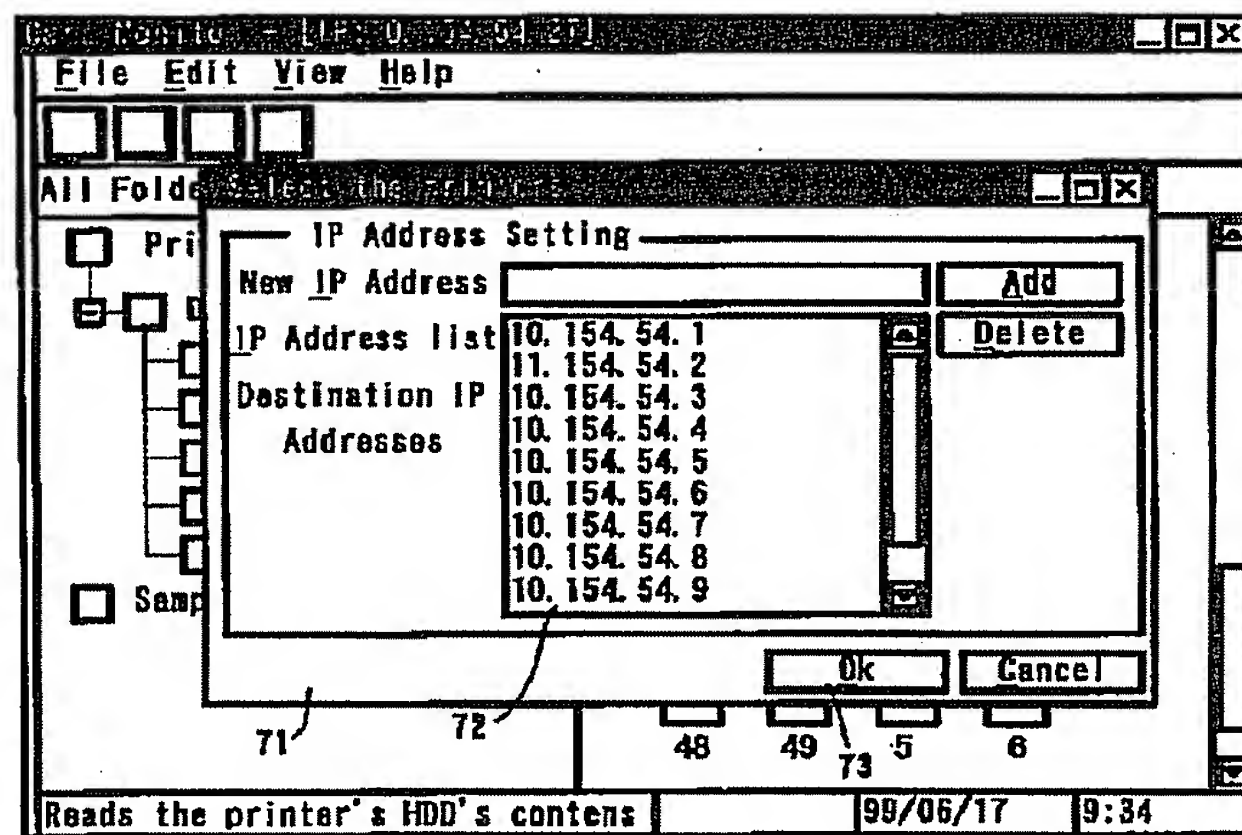 File Edit View Help
All Folde
Select the printers
Pri
IP Address Setting
New IP Address
Add
IP Address list
Delete
10. 154. 54. 1
11. 154. 54. 2
Destination IP Addresses
10. 154. 54. 3
10. 154. 54. 4
10. 154. 54. 5
10. 154. 54. 6
10. 154. 54. 7
10. 154. 54. 8
10. 154. 54. 9
Samp
Ok
Cancel
71
72
73
48
49
5
6
Reads the printer's HDD's contens
99/06/17
9:34